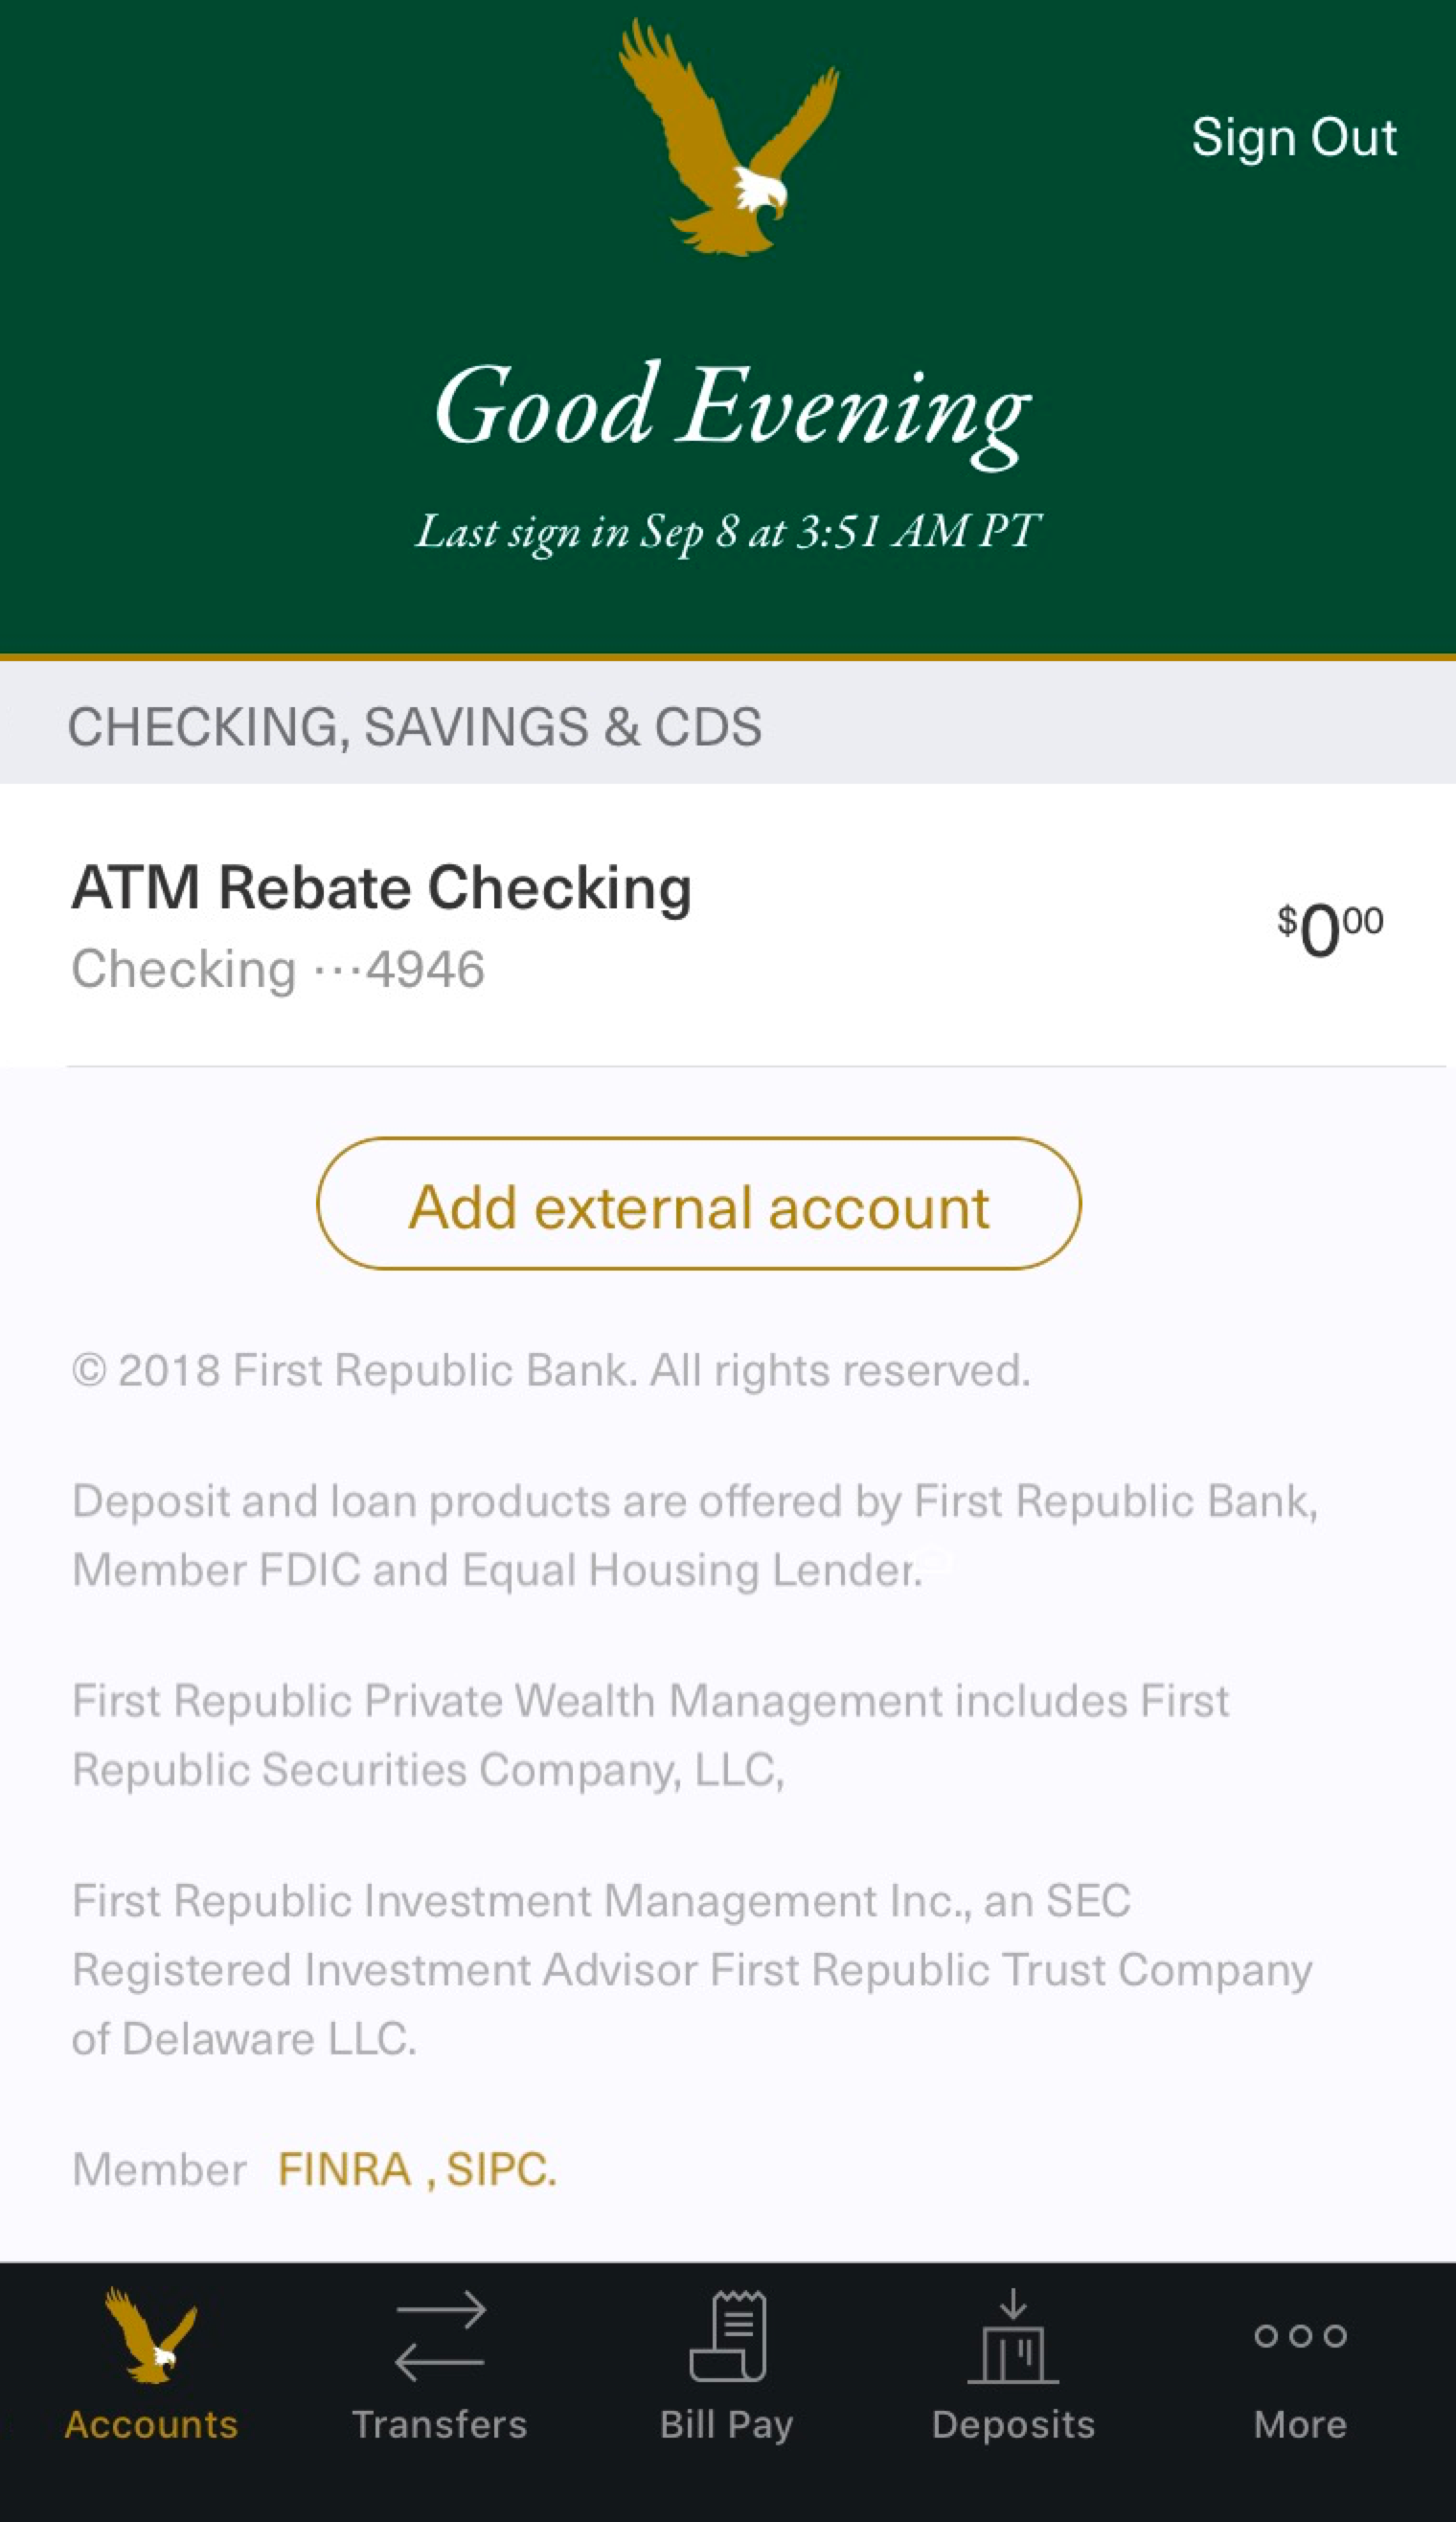 Sign Out
Good Evening
Last sign in Sep 8 at 3:51 AM PT
CHECKING, SAVINGS & CDS
ATM Rebate Checking
$000
Checking ···4946
Add external account
© 2018 First Republic Bank. All rights reserved.
Deposit and loan products are offered by First Republic Bank,
Member FDIC and Equal Housing Lender.
First Republic Private Wealth Management includes First
Republic Securities Company, LLC,
First Republic Investment Management Inc., an SEC
Registered Investment Advisor First Republic Trust Company
of Delaware LLC.
Member FINRA , SIPC.
Accounts
Transfers
Bill Pay
Deposits
More